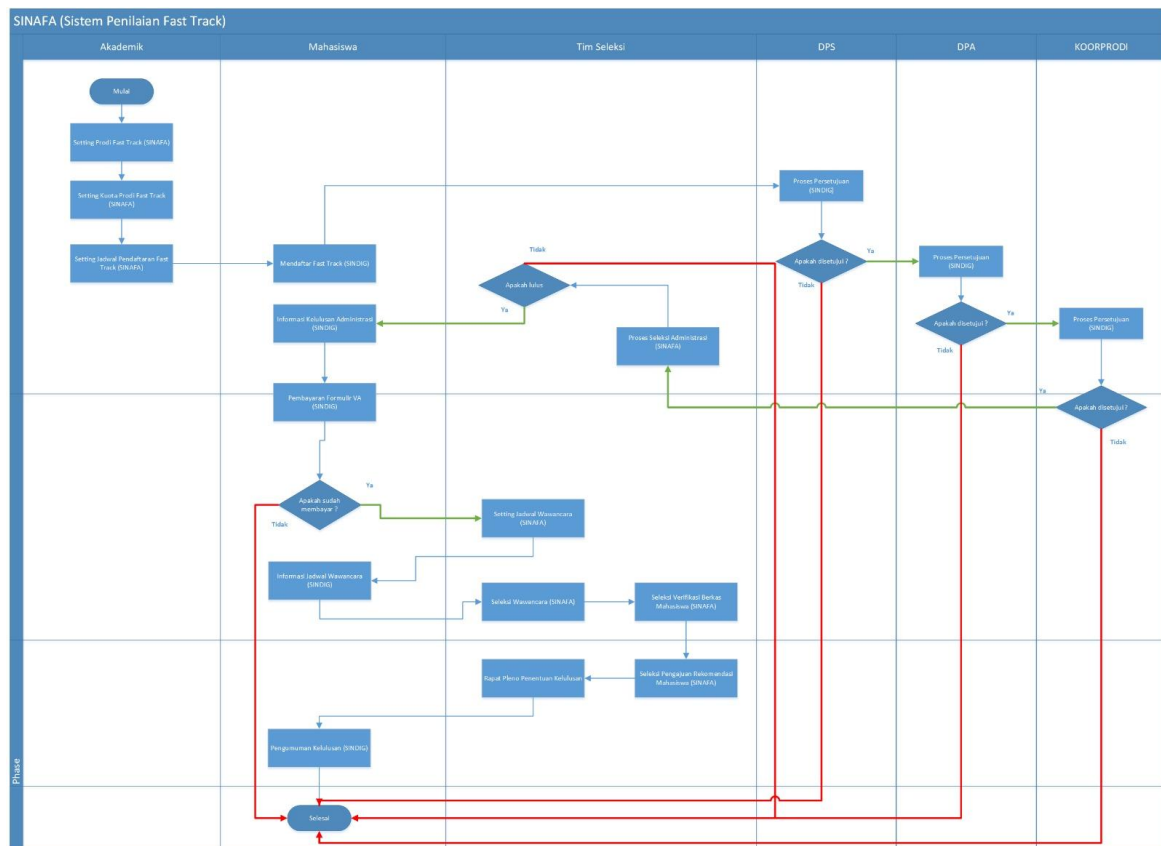 SINAFA (Sistem Penilaian Fast Track)
Akademik
Mahasiswa
Tim Seleksi
DPS
DPA
KOORPRODI
Mulai
Setting Prodi Fast Track (SINAFA)
Setting Kuota Prodi Fast Track
(SINAFA)
Setting Jadwal Pendaftaran Fast
Track (SINAFA)
Mendaftar Fast Track (SINDIG)
Proses Persetujuan
(SINDIG)
Apakah disetujui ?
Ya
Tidak
Proses Persetujuan
(SINDIG)
Apakah disetujui ?
Ya
Tidak
Proses Persetujuan
(SINDIG)
Apakah disetujui ?
Ya
Tidak
Proses Seleksi Administrasi
(SINAFA)
Apakah lulus
Tidak
Ya
Informasi Kelulusan Administrasi
(SINDIG)
Pembayaran Formulir VA
(SINDIG)
Apakah sudah
membayar ?
Ya
Tidak
Setting Jadwal Wawancara
(SINAFA)
Informasi Jadwal Wawancara
(SINDIG)
Seleksi Wawancara (SINAFA)
Seleksi Verifikasi Berkas
Mahasiswa (SINAFA)
Seleksi Pengajuan Rekomendasi
Mahasiswa (SINAFA)
Rapat Pleno Penentuan Kelulusan
Pengumuman Kelulusan (SINDIG)
Selesai
Phase